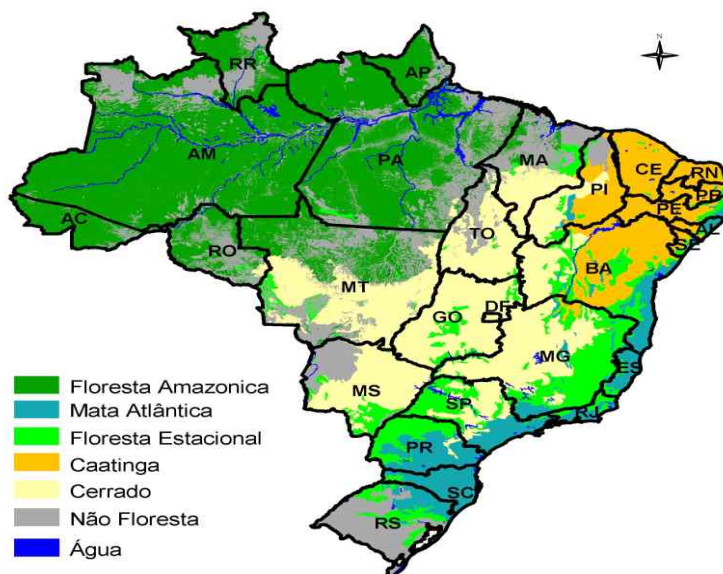 N
RR
AP
AM
PA
MA
CE
RN
PB
PI
PE
AC
TO
AL
SE
RO
BA
MT
DF
GO
MG
ES
MS
SP
RJ
PR
SC
RS
Floresta Amazonica
Mata Atlântica
Floresta Estacional
Caatinga
Cerrado
Não Floresta
Água